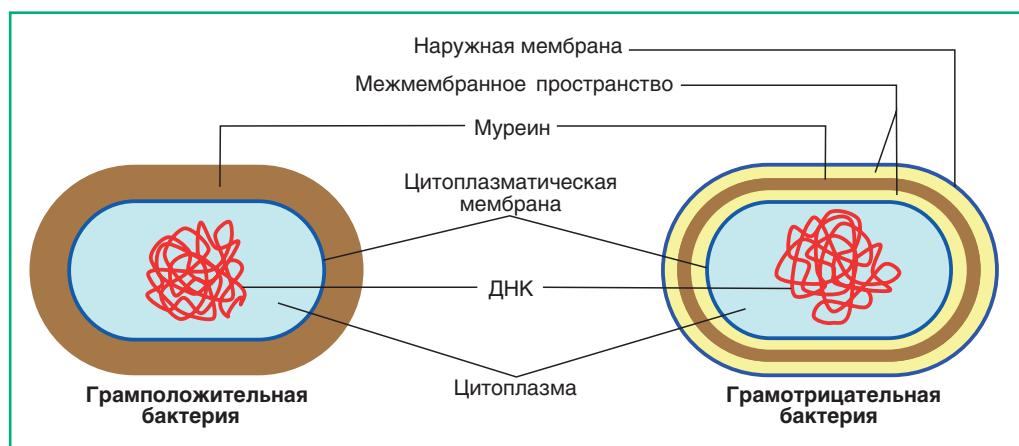 Наружная мембрана
Межмембранное пространство
Муреин
Цитоплазматическая
мембрана
ДНК
Цитоплазма
Грамположительная
бактерия
Грамотрицательная
бактерия